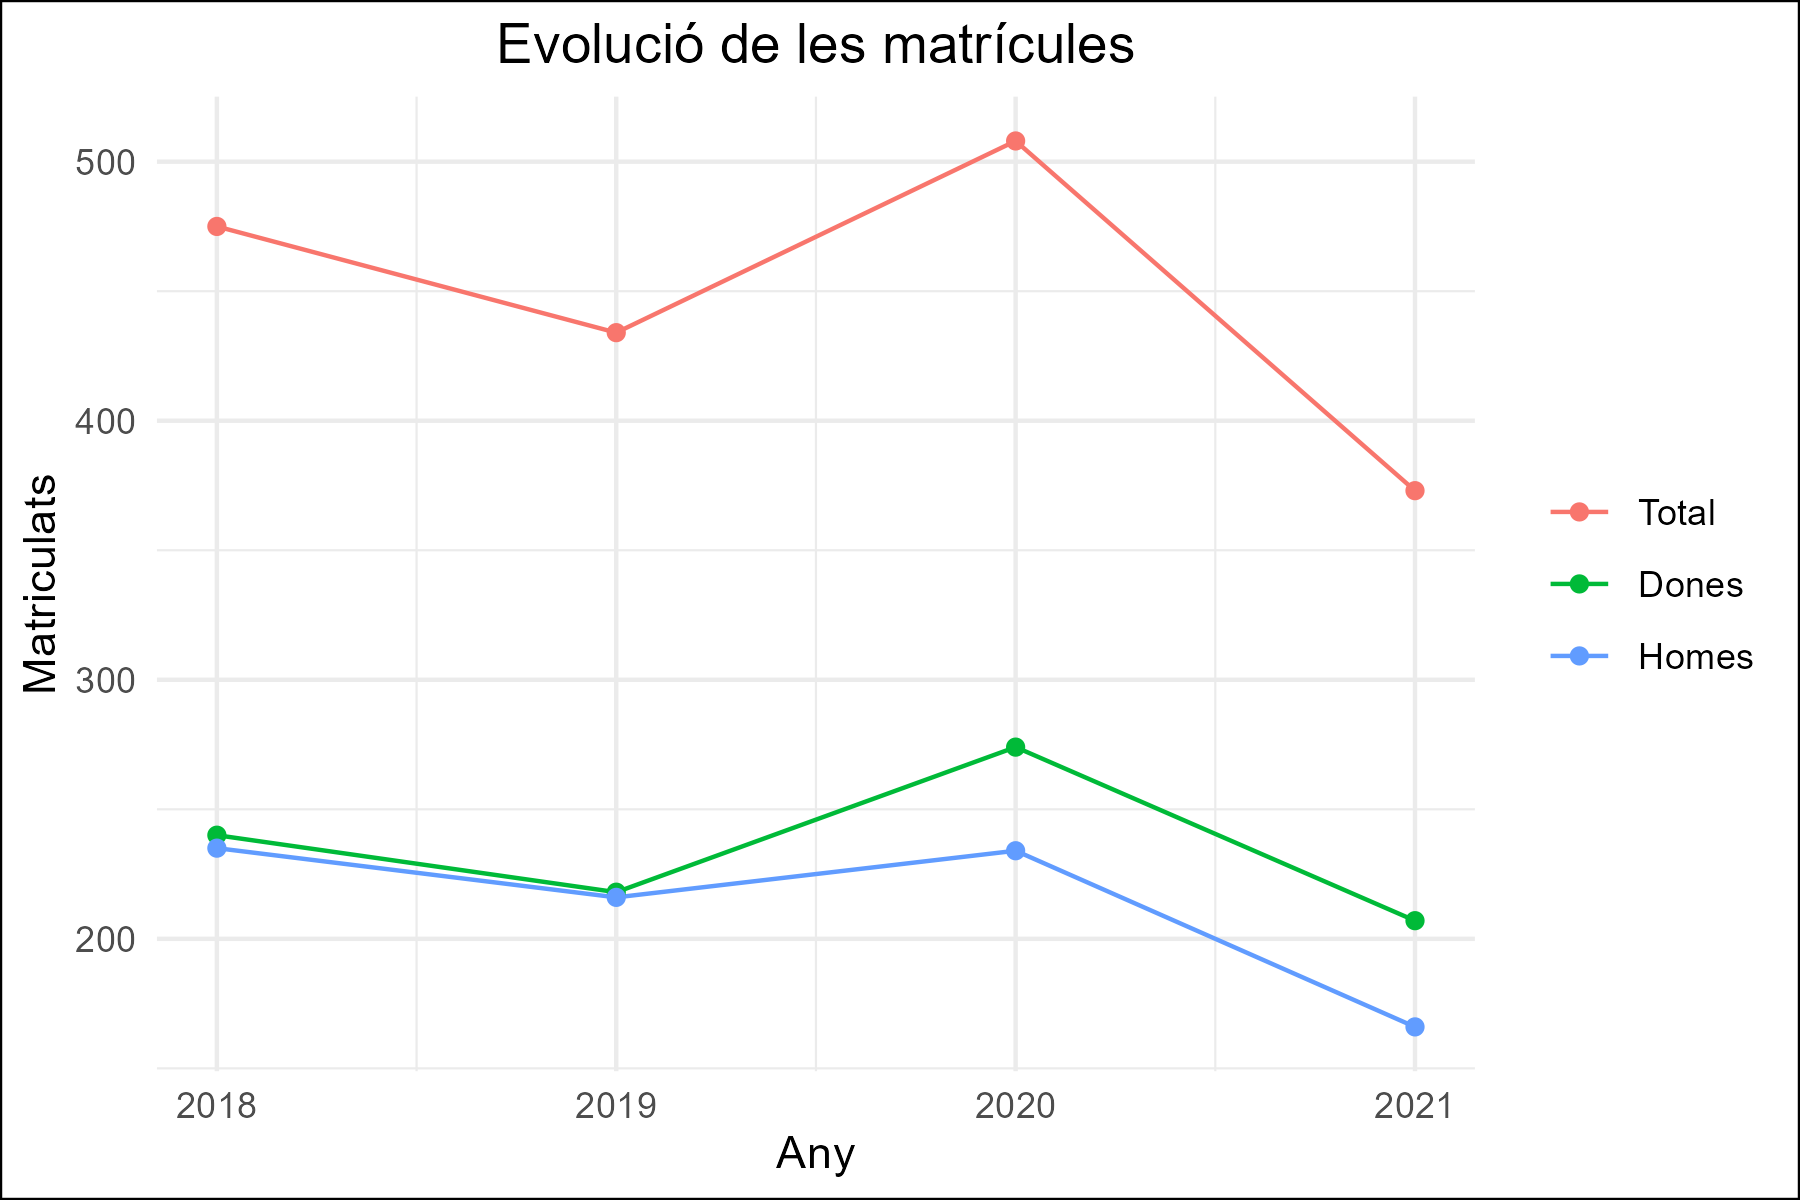 Evolució de les matrícules
500
400
300
200
Matriculats
2018
2019
2020
2021
Any
Total
Dones
Homes